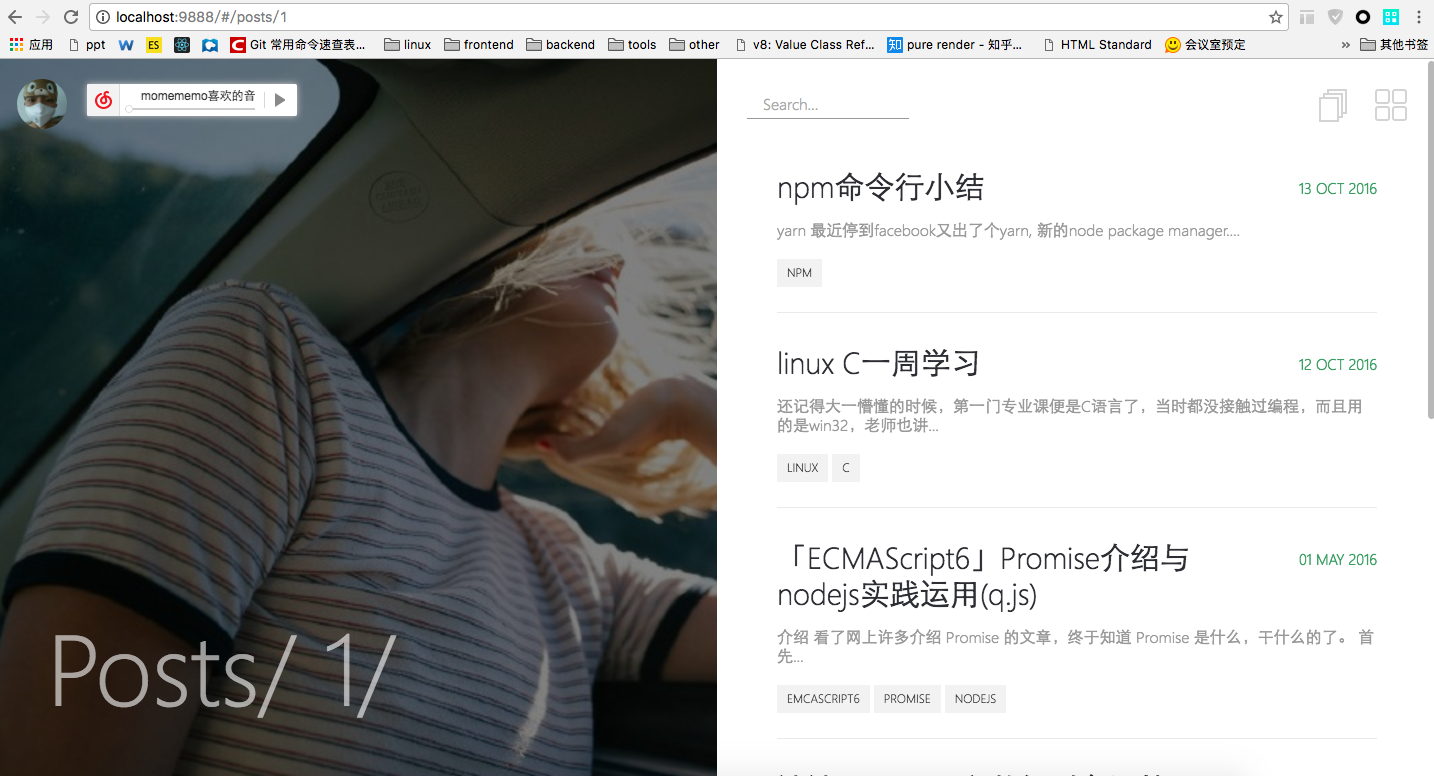 localhost:9888/#/posts/1
应用
ppt
W
ES
Git 常用命令速查表...
linux
frontend
backend
tools
other
v8: Value Class Ref...
知
pure render - 知乎...
HTML Standard
会议室预定
»
其他书签
momememo喜欢的音
Posts/ 1/
Search...
npm命令行小结
13 OCT 2016
yarn 最近停到facebook又出了个yarn, 新的node package manager....
NPM
linux C一周学习
12 OCT 2016
还记得大一懵懂的时候，第一门专业课便是C语言了，当时都没接触过编程，而且用
的是win32，老师也讲...
LINUX
C
「ECMAScript6」Promise介绍与
nodejs实践运用(q.js)
01 MAY 2016
介绍 看了网上许多介绍 Promise 的文章，终于知道 Promise 是什么，干什么的了。 首
先...
EMCASCRIPT6
PROMISE
NODEJS